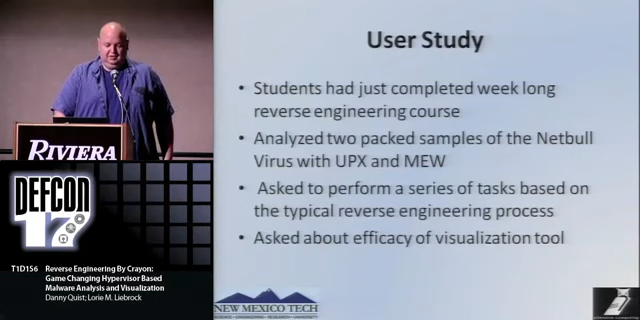 User Study
• Students had just completed week long
reverse engineering course
• Analyzed two packed samples of the Netbull
Virus with UPX and MEW
• Asked to perform a series of tasks based on
the typical reverse engineering process
• Asked about efficacy of visualization tool
RIVIERA
DEFCON
17
T1D156 Reverse Engineering By Crayon:
Game Changing Hypervisor Based
Malware Analysis and Visualization
Danny Quist; Lorie M. Liebrock
NEW MEXICO TECH